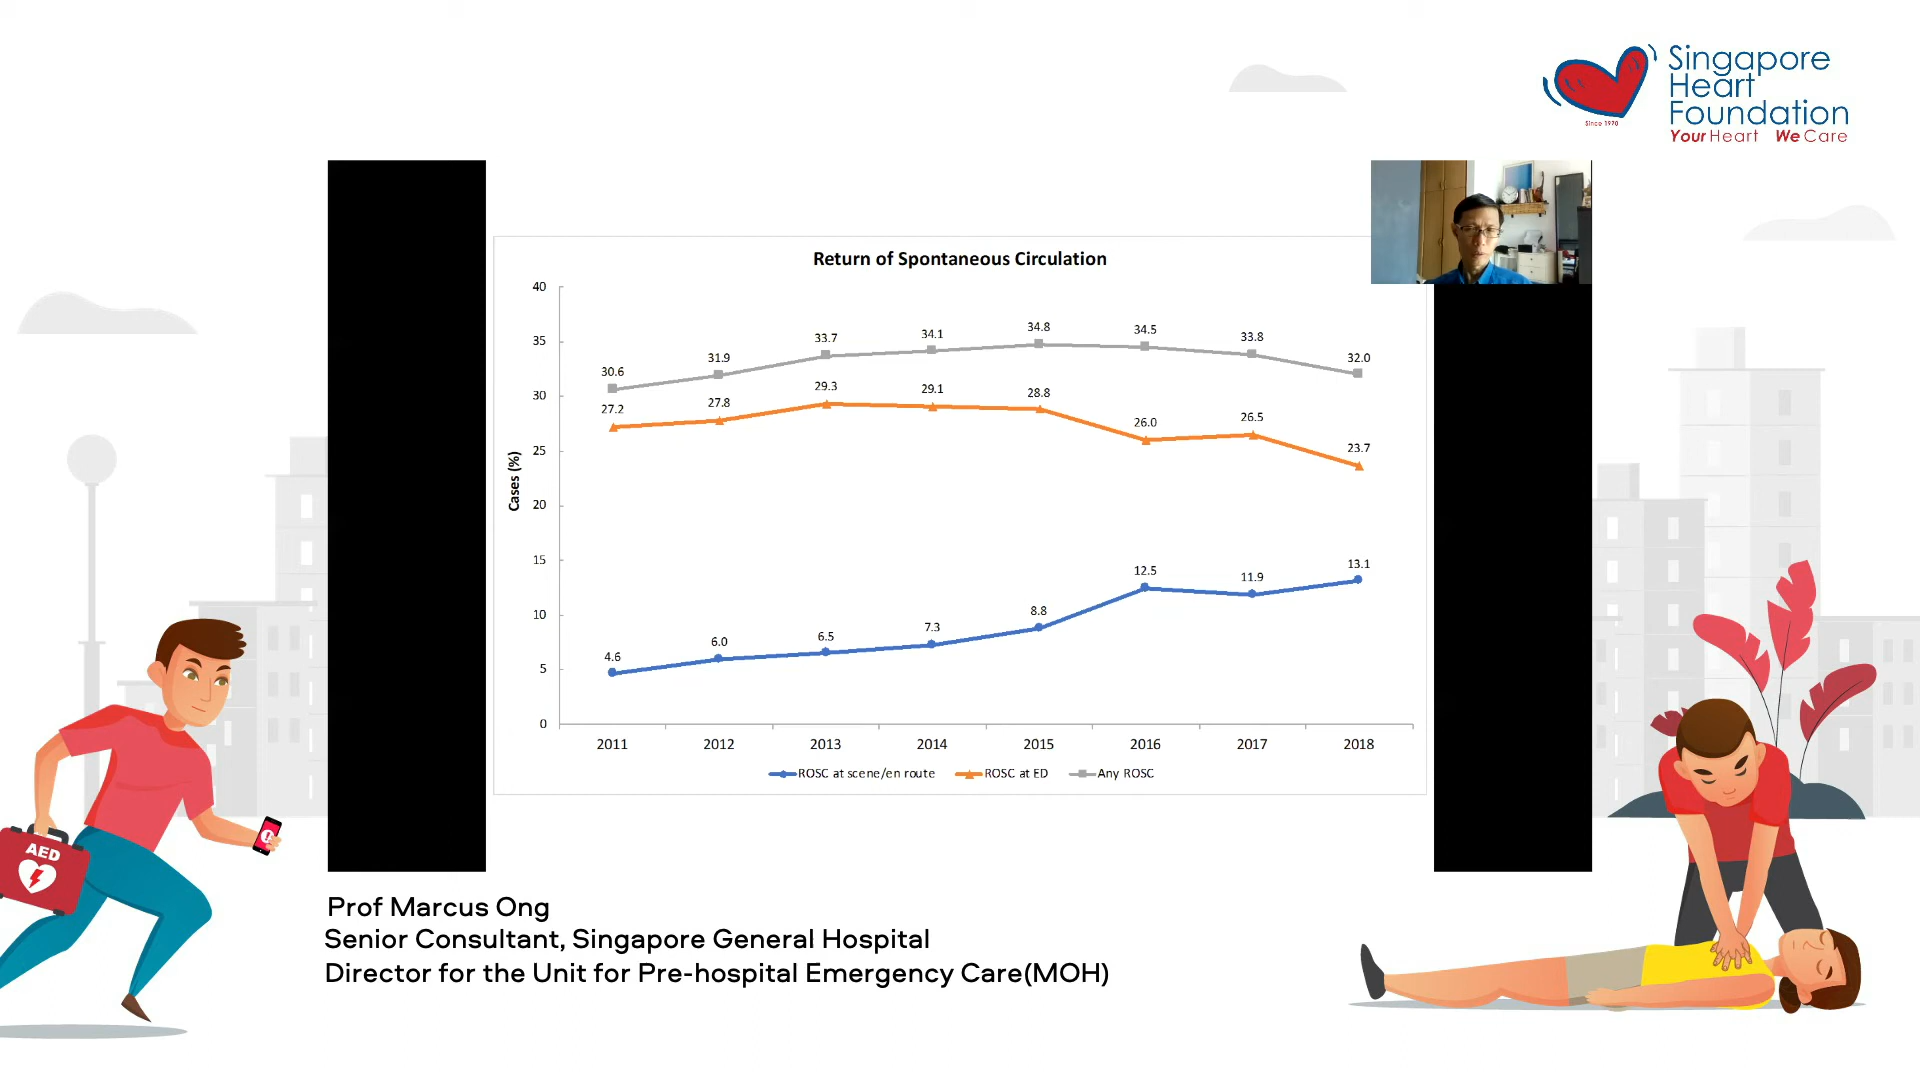 Singapore
Heart
Foundation
Since 1970
Your Heart We Care
Return of Spontaneous Circulation
Cases (%)
40
35
30
25
20
15
10
5
0
30.6 31.9 33.7 34.1 34.8 34.5 33.8 32.0
27.2 27.8 29.3 29.1 28.8 26.0 26.5 23.7
4.6 6.0 6.5 7.3 8.8 12.5 11.9 13.1
2011 2012 2013 2014 2015 2016 2017 2018
ROSC at scene/en route ROSC at ED Any ROSC
AED
Prof Marcus Ong
Senior Consultant, Singapore General Hospital
Director for the Unit for Pre-hospital Emergency Care(MOH)